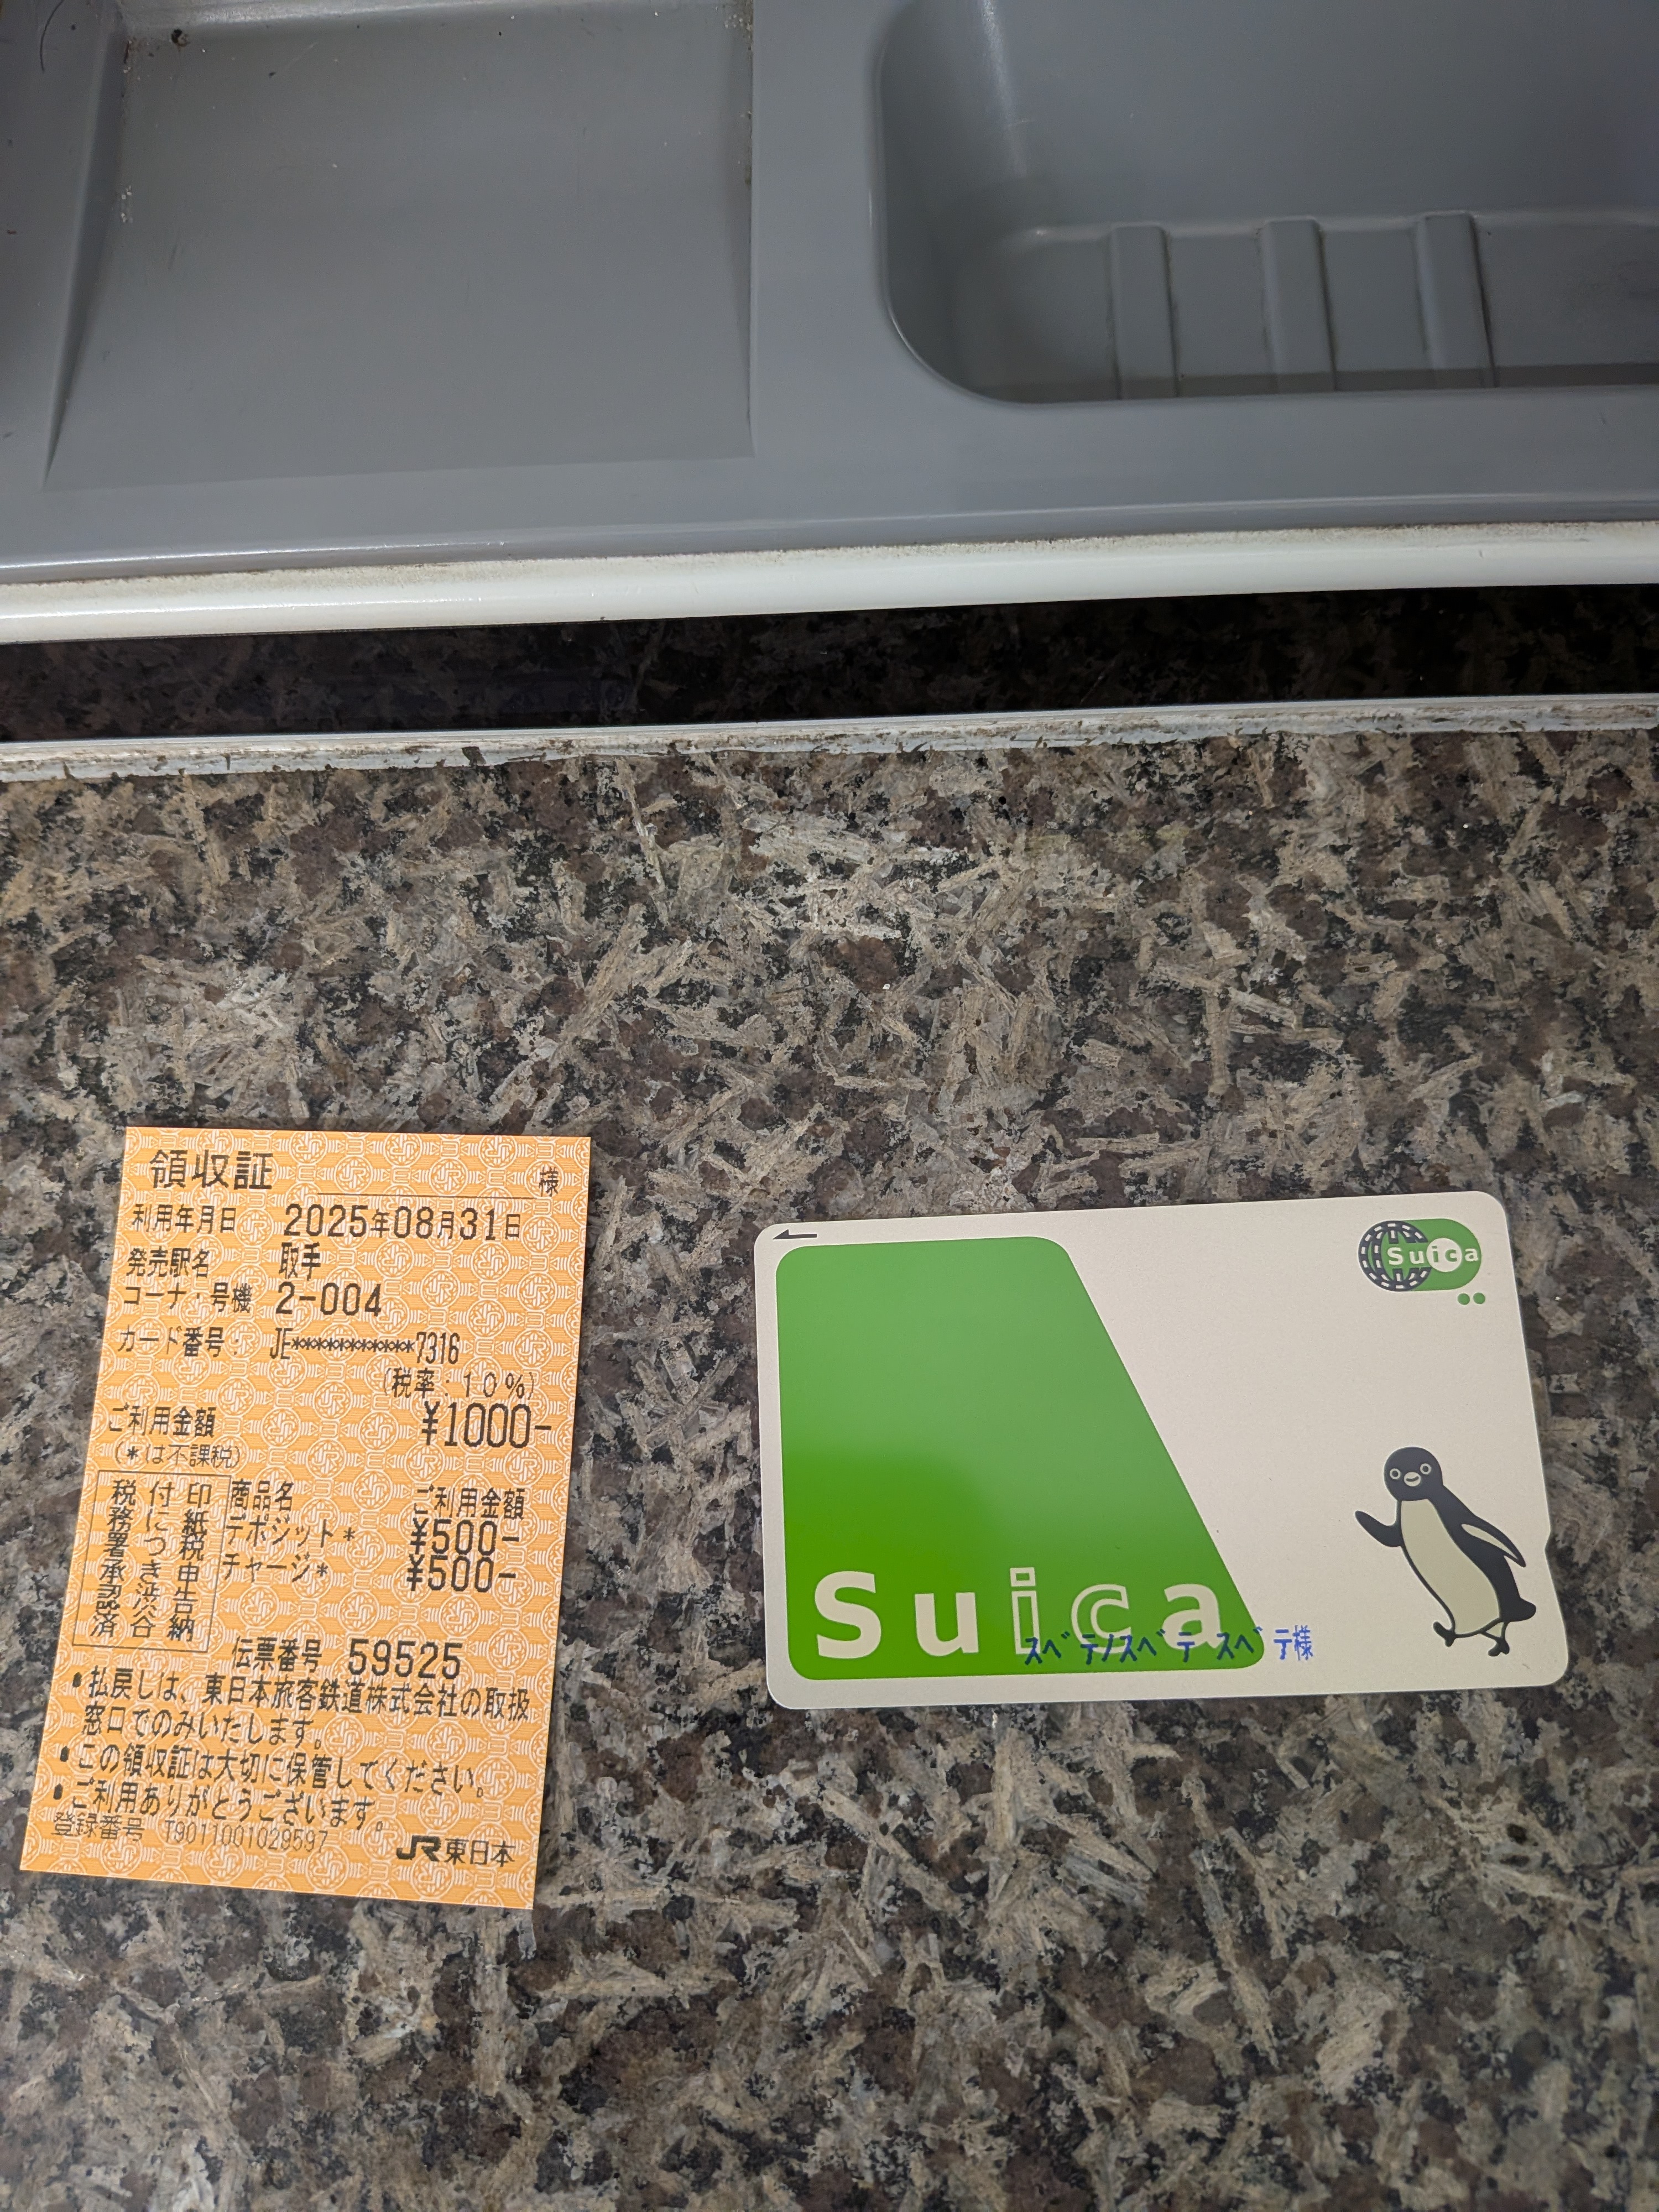 領収証
様
利用年月日 2025年08月31日
発売駅名 取手
コーナ・号機 2-004
カード番号： JE*************7316
(税率：10%)
ご利用金額 ¥1000-
(*は不課税)
印紙税申告納
付につき渋谷
税務署承認済
商品名 ご利用金額
デポジット* ¥500-
チャージ* ¥500-
伝票番号 59525
•払戻しは、東日本旅客鉄道株式会社の取扱
窓口でのみいたします。
•この領収証は大切に保管してください。
•ご利用ありがとうございます。
登録番号 T9011001029597
JR東日本
Suica
Suica
スベテノスベテ スベテ様